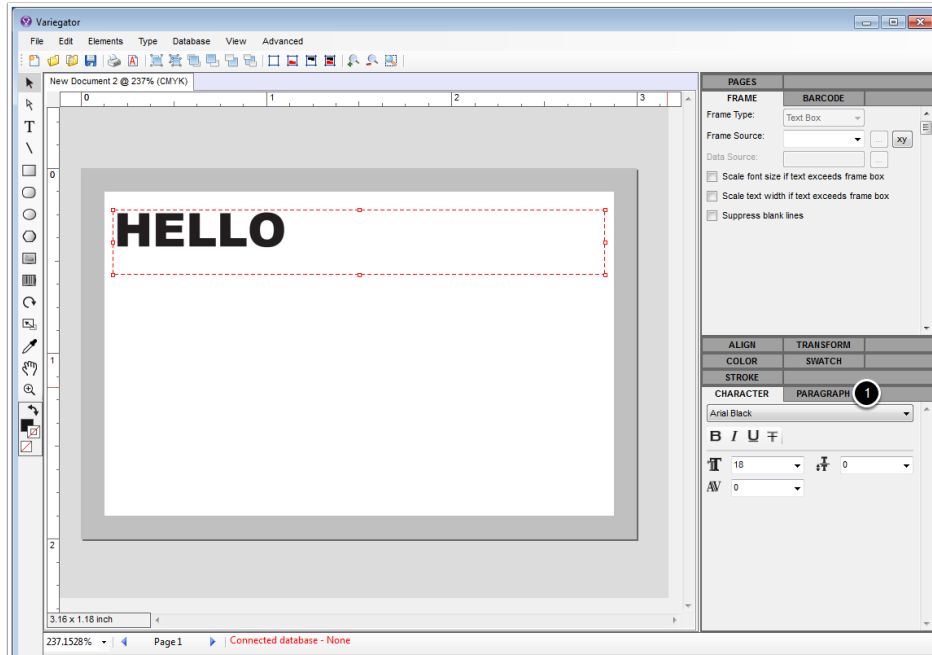 Variegator
File Edit Elements Type Database View Advanced
New Document 2 @ 237% (CMYK)
0 1 2 3
0
1
2
HELLO
3.16 x 1.18 inch
237.1528% Page 1 Connected database - None
PAGES
FRAME BARCODE
Frame Type: Text Box
Frame Source: ... xy
Data Source: ...
Scale font size if text exceeds frame box
Scale text width if text exceeds frame box
Suppress blank lines
ALIGN TRANSFORM
COLOR SWATCH
STROKE
CHARACTER PARAGRAPH 1
Arial Black
B I U T
T 18 T 0
AV 0